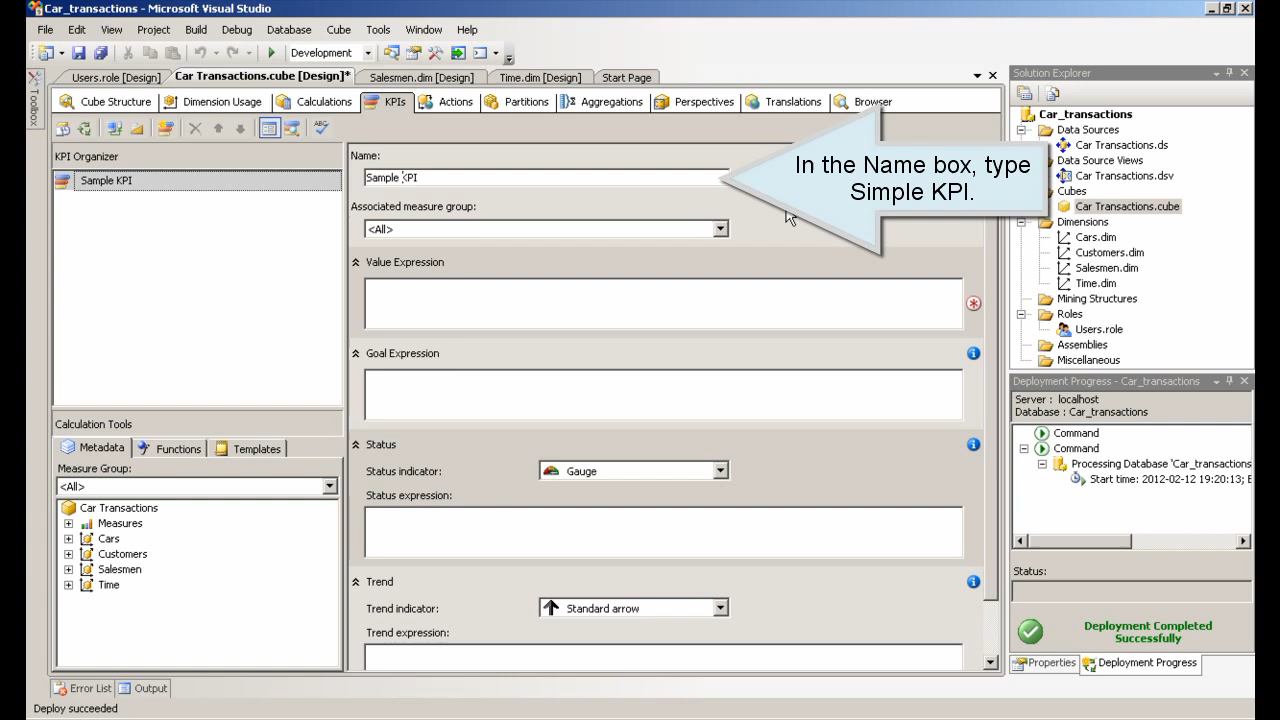 Car_transactions - Microsoft Visual Studio
File Edit View Project Build Debug Database Cube Tools Window Help
Development
Users.role [Design] Car Transactions.cube [Design]* Salesmen.dim [Design] Time.dim [Design] Start Page
Cube Structure Dimension Usage Calculations KPIs Actions Partitions Aggregations Perspectives Translations Browser
KPI Organizer
Sample KPI
Name:
Sample KPI
In the Name box, type
Simple KPI.
Associated measure group:
<All>
Value Expression
Goal Expression
Status
Status indicator: Gauge
Status expression:
Trend
Trend indicator: Standard arrow
Trend expression:
Calculation Tools
Metadata Functions Templates
Measure Group:
<All>
Car Transactions
Measures
Cars
Customers
Salesmen
Time
Toolbox
Solution Explorer
Car_transactions
Data Sources
Car Transactions.ds
Data Source Views
Car Transactions.dsv
Cubes
Car Transactions.cube
Dimensions
Cars.dim
Customers.dim
Salesmen.dim
Time.dim
Mining Structures
Roles
Users.role
Assemblies
Miscellaneous
Deployment Progress - Car_transactions
Server : localhost
Database : Car_transactions
Command
Command
Processing Database 'Car_transactions
Start time: 2012-02-12 19:20:13; E
Status:
Deployment Completed
Successfully
Properties Deployment Progress
Error List Output
Deploy succeeded